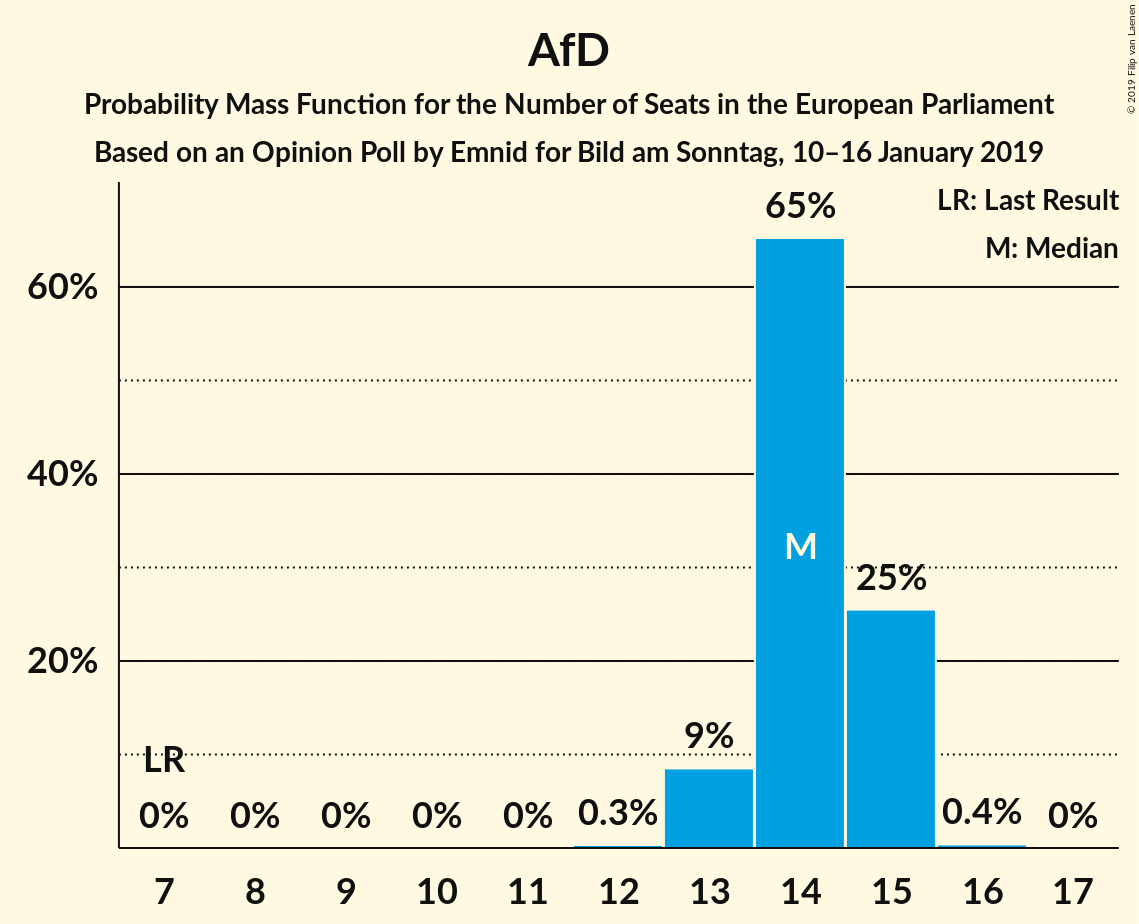 AfD
Probability Mass Function for the Number of Seats in the European Parliament
Based on an Opinion Poll by Emnid for Bild am Sonntag, 10–16 January 2019
© 2019 Filip van Laenen
LR: Last Result
M: Median
65%
60%
40%
M
25%
20%
9%
LR
0% 0% 0% 0% 0% 0.3% 0.4% 0%
7 8 9 10 11 12 13 14 15 16 17